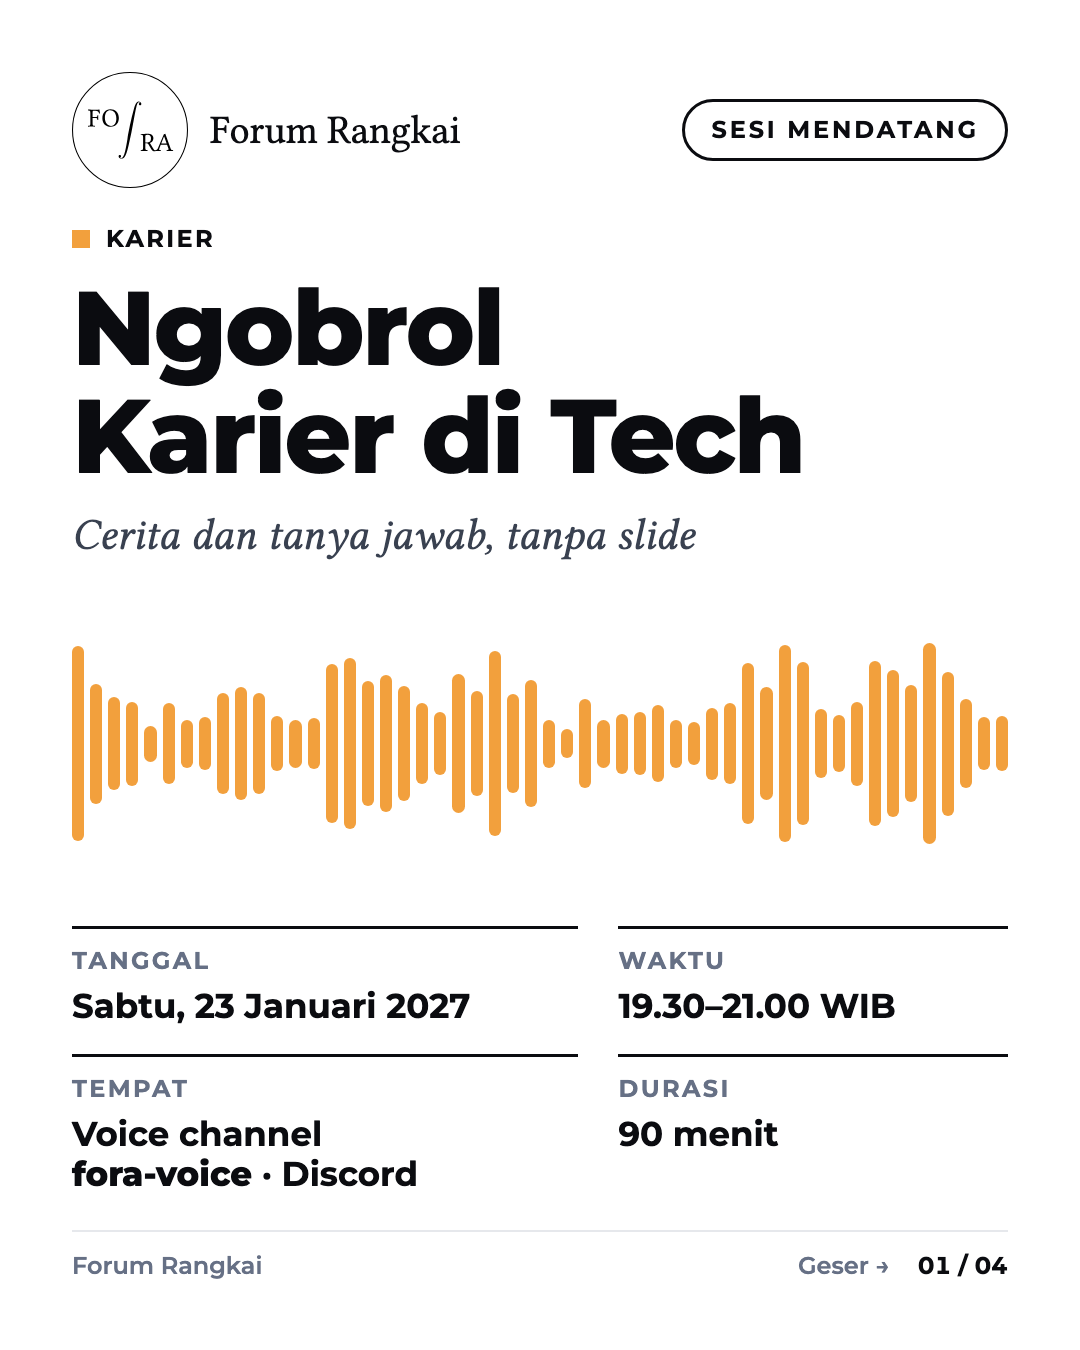 FO
RA
Forum Rangkai
SESI MENDATANG
KARIER
Ngobrol
Karier di Tech
Cerita dan tanya jawab, tanpa slide
TANGGAL
Sabtu, 23 Januari 2027
WAKTU
19.30–21.00 WIB
TEMPAT
Voice channel
fora-voice · Discord
DURASI
90 menit
Forum Rangkai
Geser → 01 / 04